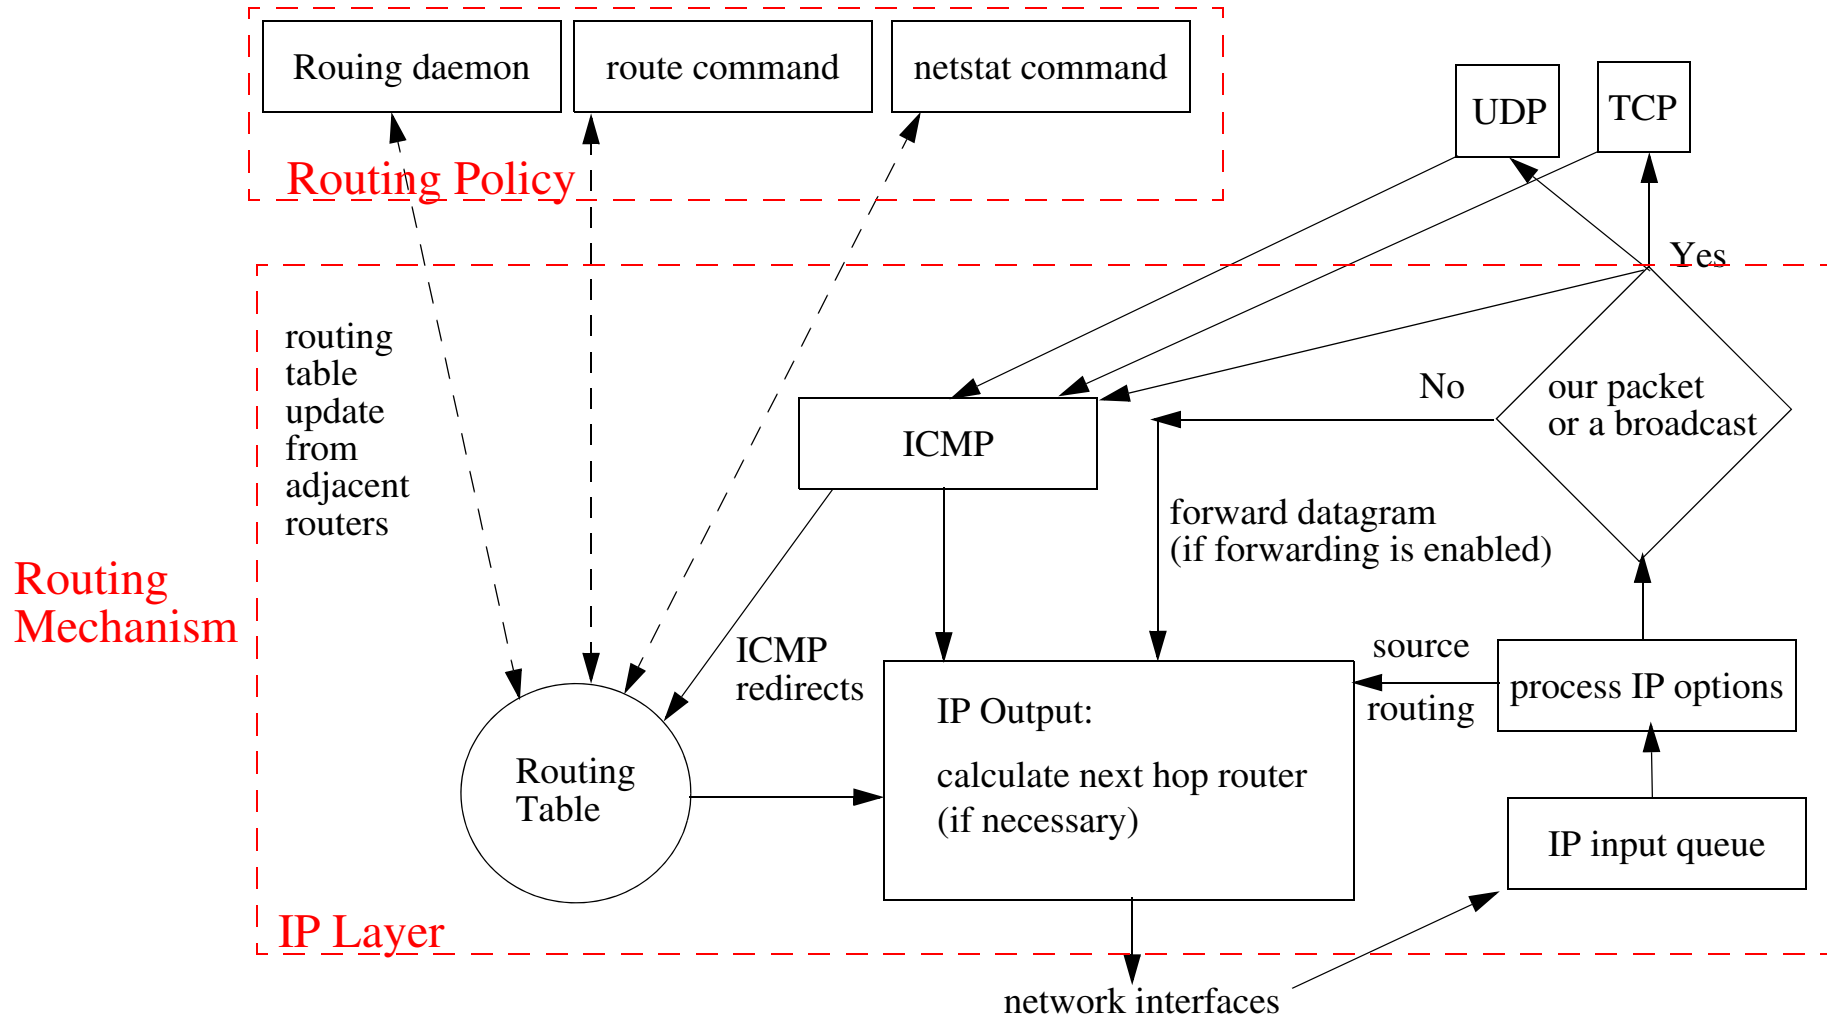 Rouing daemon
route command
netstat command
UDP
TCP
Routing Policy
Yes
routing
table
update
from
adjacent
routers
No
our packet
or a broadcast
ICMP
forward datagram
(if forwarding is enabled)
Routing
Mechanism
ICMP
redirects
source
routing
process IP options
IP Output:
calculate next hop router
(if necessary)
Routing
Table
IP input queue
IP Layer
network interfaces